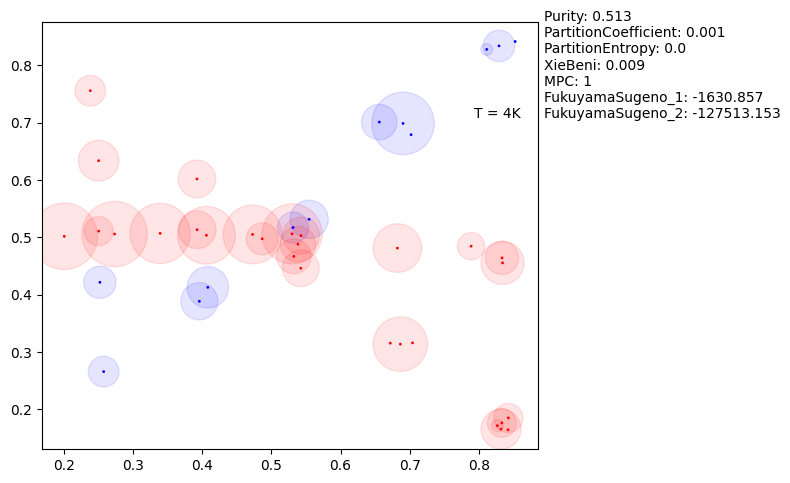 Purity: 0.513
PartitionCoefficient: 0.001
PartitionEntropy: 0.0
XieBeni: 0.009
MPC: 1
FukuyamaSugeno_1: -1630.857
FukuyamaSugeno_2: -127513.153
T = 4K
0.8
0.7
0.6
0.5
0.4
0.3
0.2
0.2 0.3 0.4 0.5 0.6 0.7 0.8